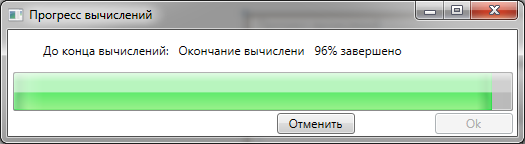 Прогресс вычислений
До конца вычислений: Окончание вычислени 96% завершено
Отменить Ok